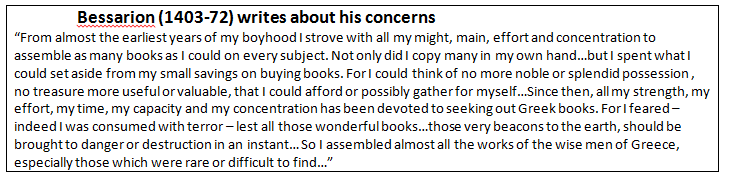 Bessarion (1403-72) writes about his concerns
“From almost the earliest years of my boyhood I strove with all my might, main, effort and concentration to
assemble as many books as I could on every subject. Not only did I copy many in my own hand…but I spent what I
could set aside from my small savings on buying books. For I could think of no more noble or splendid possession ,
no treasure more useful or valuable, that I could afford or possibly gather for myself…Since then, all my strength, my
effort, my time, my capacity and my concentration has been devoted to seeking out Greek books. For I feared –
indeed I was consumed with terror – lest all those wonderful books…those very beacons to the earth, should be
brought to danger or destruction in an instant… So I assembled almost all the works of the wise men of Greece,
especially those which were rare or difficult to find…”